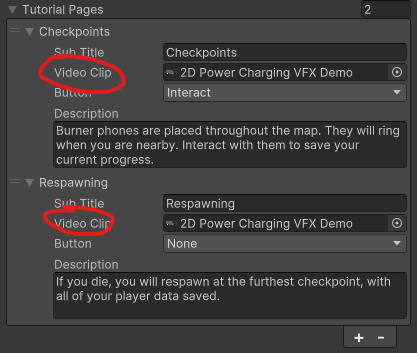 Tutorial Pages 2
Checkpoints
Sub Title Checkpoints
Video Clip 2D Power Charging VFX Demo
Button Interact
Description
Burner phones are placed throughout the map. They will ring
when you are nearby. Interact with them to save your
current progress.
Respawning
Sub Title Respawning
Video Clip 2D Power Charging VFX Demo
Button None
Description
If you die, you will respawn at the furthest checkpoint, with
all of your player data saved.
+ -